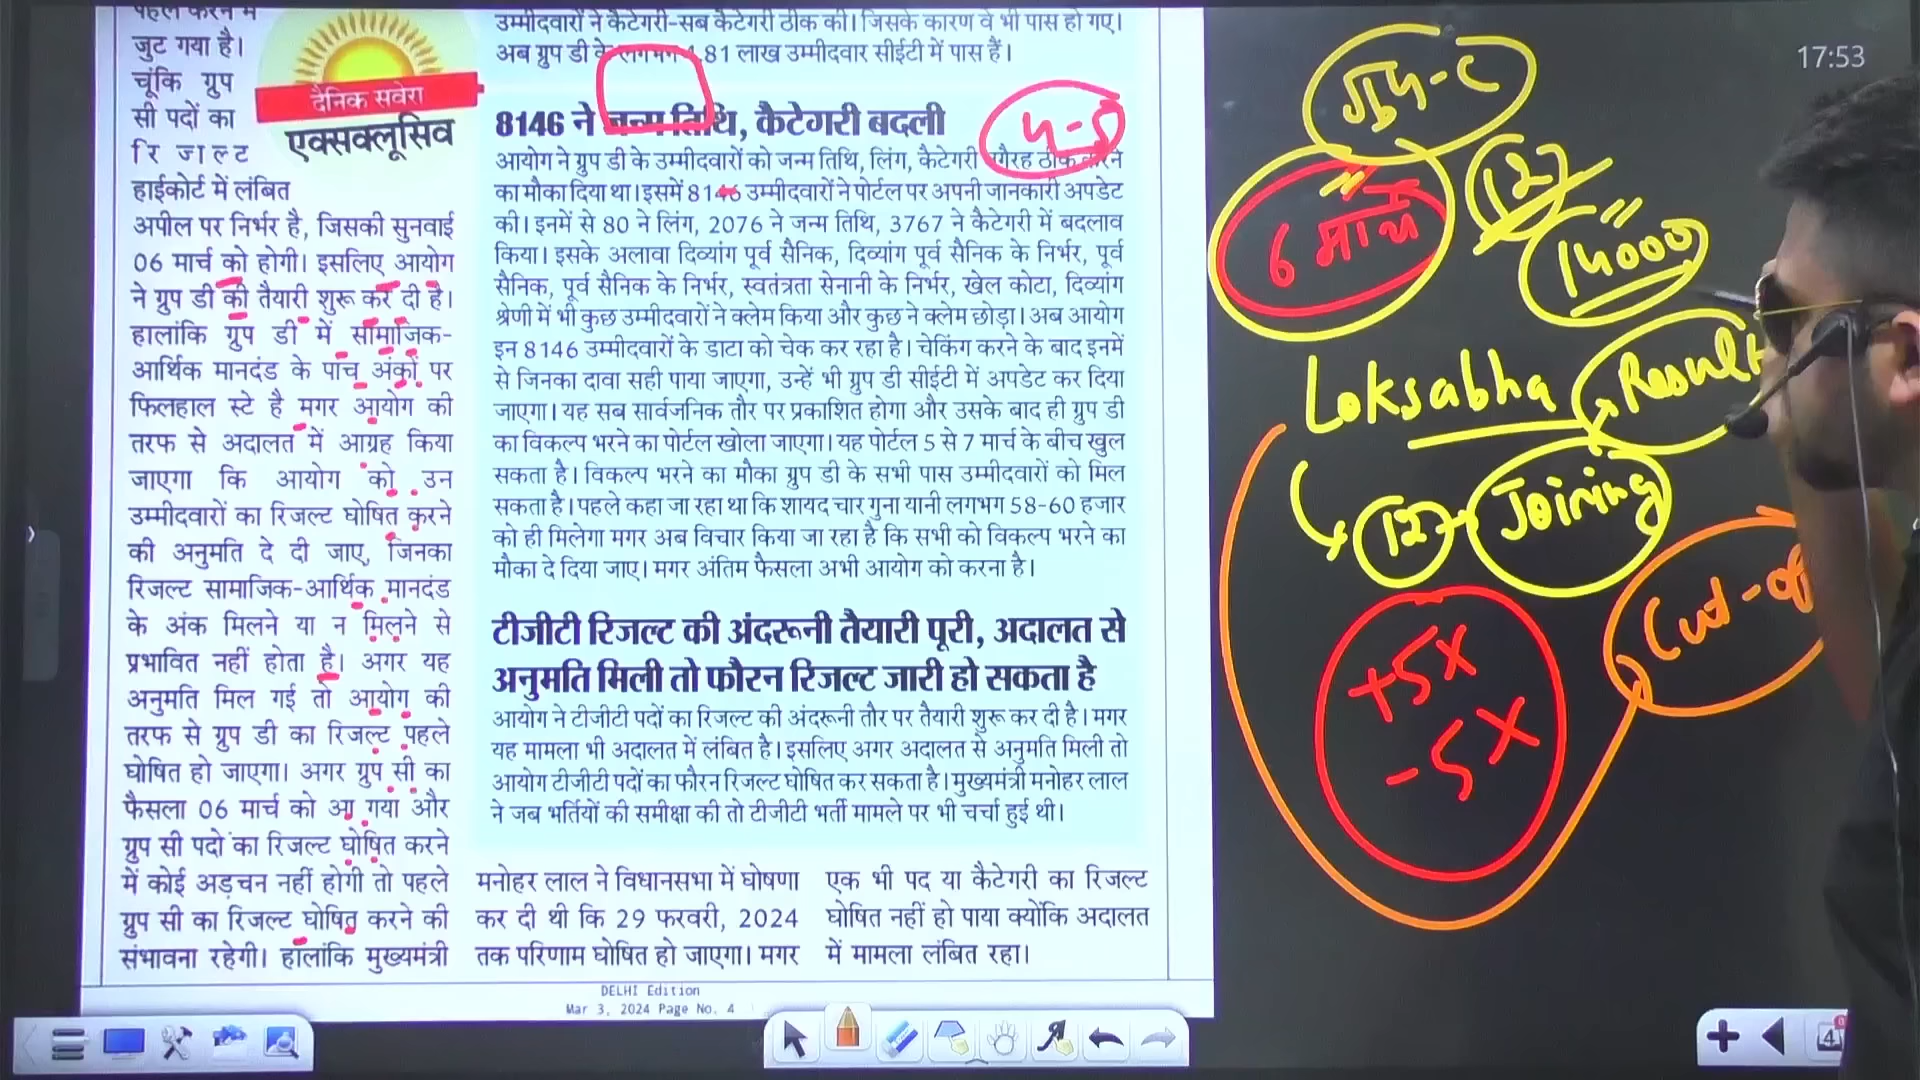 जुट गया है।
चूंकि ग्रुप
सी पदों का
रिजल्ट
हाईकोर्ट में लंबित
अपील पर निर्भर है, जिसकी सुनवाई
06 मार्च को होगी। इसलिए आयोग
ने ग्रुप डी की तैयारी शुरू कर दी है।
हालांकि ग्रुप डी में सामाजिक-
आर्थिक मानदंड के पांच अंकों पर
फिलहाल स्टे है मगर आयोग की
तरफ से अदालत में आग्रह किया
जाएगा कि आयोग को उन
उम्मीदवारों का रिजल्ट घोषित करने
की अनुमति दे दी जाए, जिनका
रिजल्ट सामाजिक-आर्थिक मानदंड
के अंक मिलने या न मिलने से
प्रभावित नहीं होता है। अगर यह
अनुमति मिल गई तो आयोग की
तरफ से ग्रुप डी का रिजल्ट पहले
घोषित हो जाएगा। अगर ग्रुप सी का
फैसला 06 मार्च को आ गया और
ग्रुप सी पदों का रिजल्ट घोषित करने
में कोई अड़चन नहीं होगी तो पहले
ग्रुप सी का रिजल्ट घोषित करने की
संभावना रहेगी। हालांकि मुख्यमंत्री
दैनिक सवेरा
एक्सक्लूसिव
उम्मीदवारों ने कैटेगरी-सब कैटेगरी ठीक की। जिसके कारण वे भी पास हो गए।
अब ग्रुप डी के लगभग 4.81 लाख उम्मीदवार सीईटी में पास हैं।
8146 ने जन्म तिथि, कैटेगरी बदली
आयोग ने ग्रुप डी के उम्मीदवारों को जन्म तिथि, लिंग, कैटेगरी वगैरह ठीक करने
का मौका दिया था। इसमें 8146 उम्मीदवारों ने पोर्टल पर अपनी जानकारी अपडेट
की। इनमें से 80 ने लिंग, 2076 ने जन्म तिथि, 3767 ने कैटेगरी में बदलाव
किया। इसके अलावा दिव्यांग पूर्व सैनिक, दिव्यांग पूर्व सैनिक के निर्भर, पूर्व
सैनिक, पूर्व सैनिक के निर्भर, स्वतंत्रता सेनानी के निर्भर, खेल कोटा, दिव्यांग
श्रेणी में भी कुछ उम्मीदवारों ने क्लेम किया और कुछ ने क्लेम छोड़ा। अब आयोग
इन 8146 उम्मीदवारों के डाटा को चेक कर रहा है। चेकिंग करने के बाद इनमें
से जिनका दावा सही पाया जाएगा, उन्हें भी ग्रुप डी सीईटी में अपडेट कर दिया
जाएगा। यह सब सार्वजनिक तौर पर प्रकाशित होगा और उसके बाद ही ग्रुप डी
का विकल्प भरने का पोर्टल खोला जाएगा। यह पोर्टल 5 से 7 मार्च के बीच खुल
सकता है। विकल्प भरने का मौका ग्रुप डी के सभी पास उम्मीदवारों को मिल
सकता है। पहले कहा जा रहा था कि शायद चार गुना यानी लगभग 58-60 हजार
को ही मिलेगा मगर अब विचार किया जा रहा है कि सभी को विकल्प भरने का
मौका दे दिया जाए। मगर अंतिम फैसला अभी आयोग को करना है।
टीजीटी रिजल्ट की अंदरूनी तैयारी पूरी, अदालत से
अनुमति मिली तो फौरन रिजल्ट जारी हो सकता है
आयोग ने टीजीटी पदों का रिजल्ट की अंदरूनी तौर पर तैयारी शुरू कर दी है। मगर
यह मामला भी अदालत में लंबित है। इसलिए अगर अदालत से अनुमति मिली तो
आयोग टीजीटी पदों का फौरन रिजल्ट घोषित कर सकता है। मुख्यमंत्री मनोहर लाल
ने जब भर्तियों की समीक्षा की तो टीजीटी भर्ती मामले पर भी चर्चा हुई थी।
मनोहर लाल ने विधानसभा में घोषणा
कर दी थी कि 29 फरवरी, 2024
तक परिणाम घोषित हो जाएगा। मगर
एक भी पद या कैटेगरी का रिजल्ट
घोषित नहीं हो पाया क्योंकि अदालत
में मामला लंबित रहा।
DELHI Edition
Mar 3, 2024 Page No. 4
17:53
ग्रुप-C
6 मार्च
12
14000
Loksabha Result
12 Joining
+5X
-5X
Cut-of
4